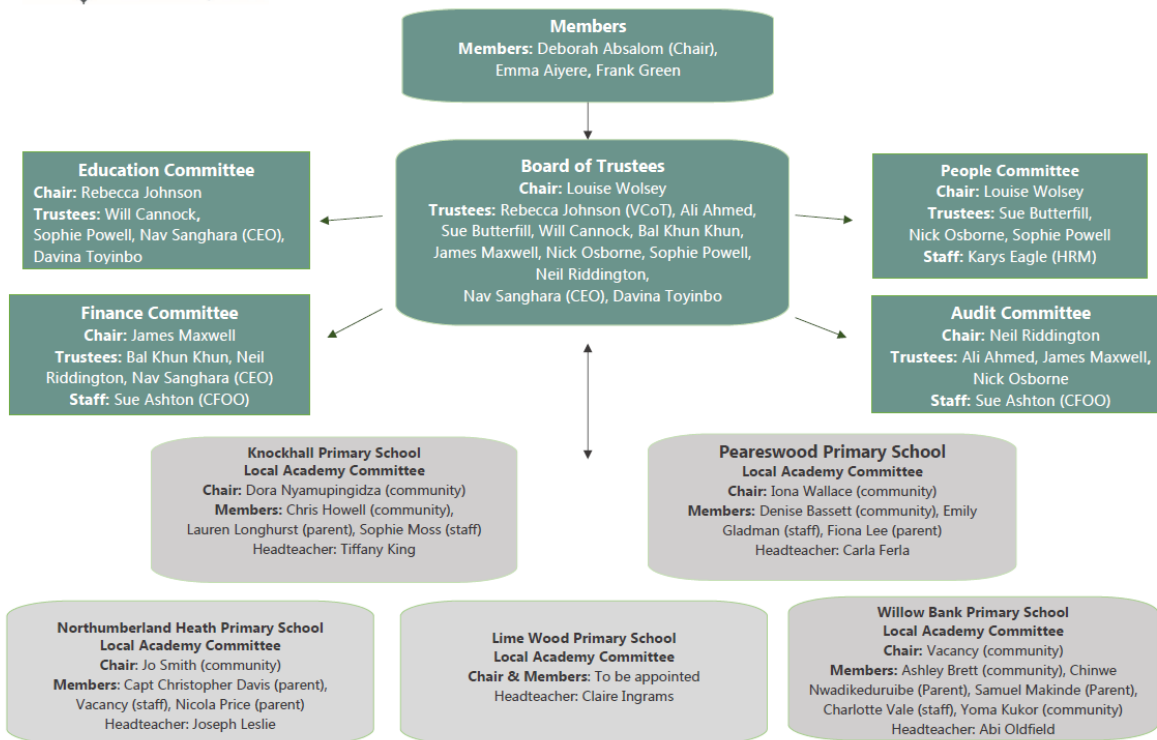 Members
Members: Deborah Absalom (Chair),
Emma Aiyere, Frank Green
Education Committee
Chair: Rebecca Johnson
Trustees: Will Cannock,
Sophie Powell, Nav Sanghara (CEO),
Davina Toyinbo
Board of Trustees
Chair: Louise Wolsey
Trustees: Rebecca Johnson (VCoT), Ali Ahmed,
Sue Butterfill, Will Cannock, Bal Khun Khun,
James Maxwell, Nick Osborne, Sophie Powell,
Neil Riddington,
Nav Sanghara (CEO), Davina Toyinbo
People Committee
Chair: Louise Wolsey
Trustees: Sue Butterfill,
Nick Osborne, Sophie Powell
Staff: Karys Eagle (HRM)
Finance Committee
Chair: James Maxwell
Trustees: Bal Khun Khun, Neil
Riddington, Nav Sanghara (CEO)
Staff: Sue Ashton (CFOO)
Audit Committee
Chair: Neil Riddington
Trustees: Ali Ahmed, James Maxwell,
Nick Osborne
Staff: Sue Ashton (CFOO)
Knockhall Primary School
Local Academy Committee
Chair: Dora Nyamupingidza (community)
Members: Chris Howell (community),
Lauren Longhurst (parent), Sophie Moss (staff)
Headteacher: Tiffany King
Peareswood Primary School
Local Academy Committee
Chair: Iona Wallace (community)
Members: Denise Bassett (community), Emily
Gladman (staff), Fiona Lee (parent)
Headteacher: Carla Ferla
Northumberland Heath Primary School
Local Academy Committee
Chair: Jo Smith (community)
Members: Capt Christopher Davis (parent),
Vacancy (staff), Nicola Price (parent)
Headteacher: Joseph Leslie
Lime Wood Primary School
Local Academy Committee
Chair & Members: To be appointed
Headteacher: Claire Ingrams
Willow Bank Primary School
Local Academy Committee
Chair: Vacancy (community)
Members: Ashley Brett (community), Chinwe
Nwadikeduruibe (Parent), Samuel Makinde (Parent),
Charlotte Vale (staff), Yoma Kukor (community)
Headteacher: Abi Oldfield